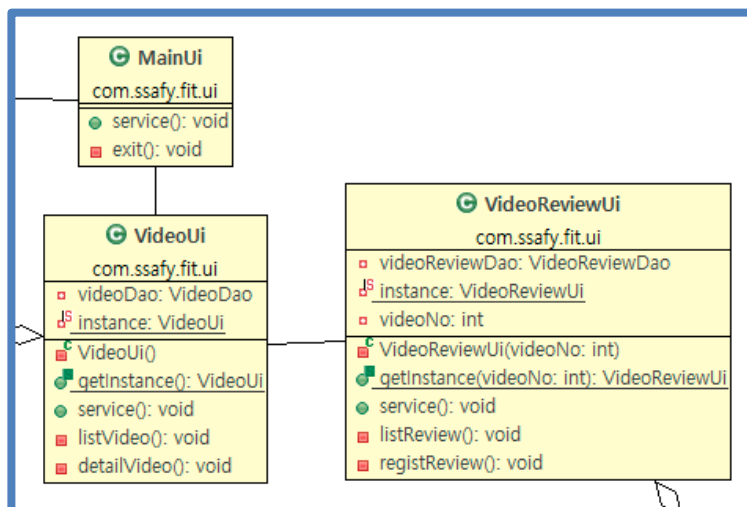 MainUi
com.ssafy.fit.ui
service(): void
exit(): void
VideoUi
com.ssafy.fit.ui
videoDao: VideoDao
instance: VideoUi
VideoUi()
getInstance(): VideoUi
service(): void
listVideo(): void
detailVideo(): void
VideoReviewUi
com.ssafy.fit.ui
videoReviewDao: VideoReviewDao
instance: VideoReviewUi
videoNo: int
VideoReviewUi(videoNo: int)
getInstance(videoNo: int): VideoReviewUi
service(): void
listReview(): void
registReview(): void